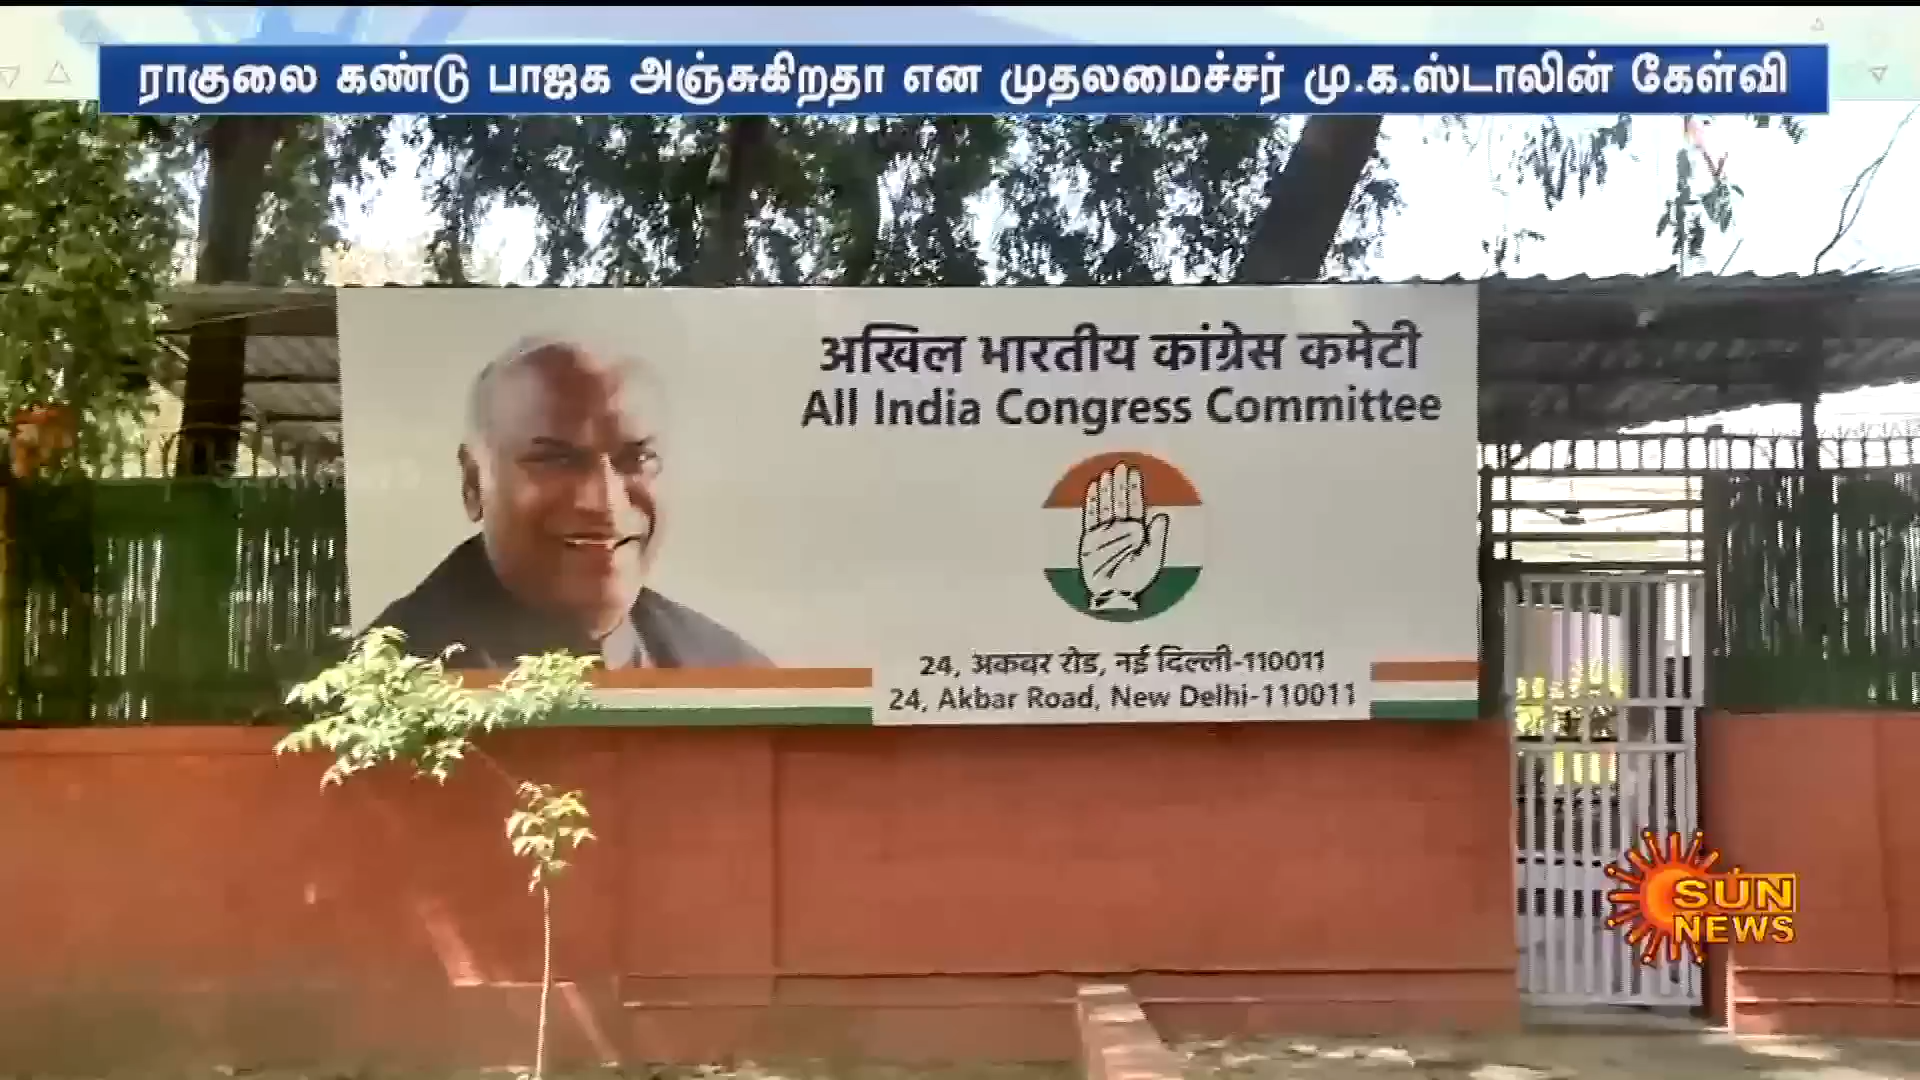 ராகுலை கண்டு பாஜக அஞ்சுகிறதா என முதலமைச்சர் மு.க.ஸ்டாலின் கேள்வி
अखिल भारतीय कांग्रेस कमेटी
All India Congress Committee
24, अकबर रोड, नई दिल्ली-110011
24, Akbar Road, New Delhi-110011
SUN
NEWS